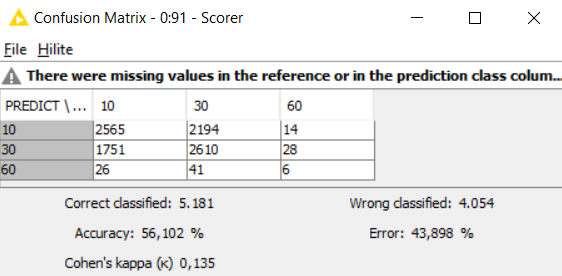 Confusion Matrix - 0:91 - Scorer
File Hilite
There were missing values in the reference or in the prediction class colum...
PREDICT \ ... 10 30 60
10 2565 2194 14
30 1751 2610 28
60 26 41 6
Correct classified: 5.181 Wrong classified: 4.054
Accuracy: 56,102 % Error: 43,898 %
Cohen's kappa (κ) 0,135